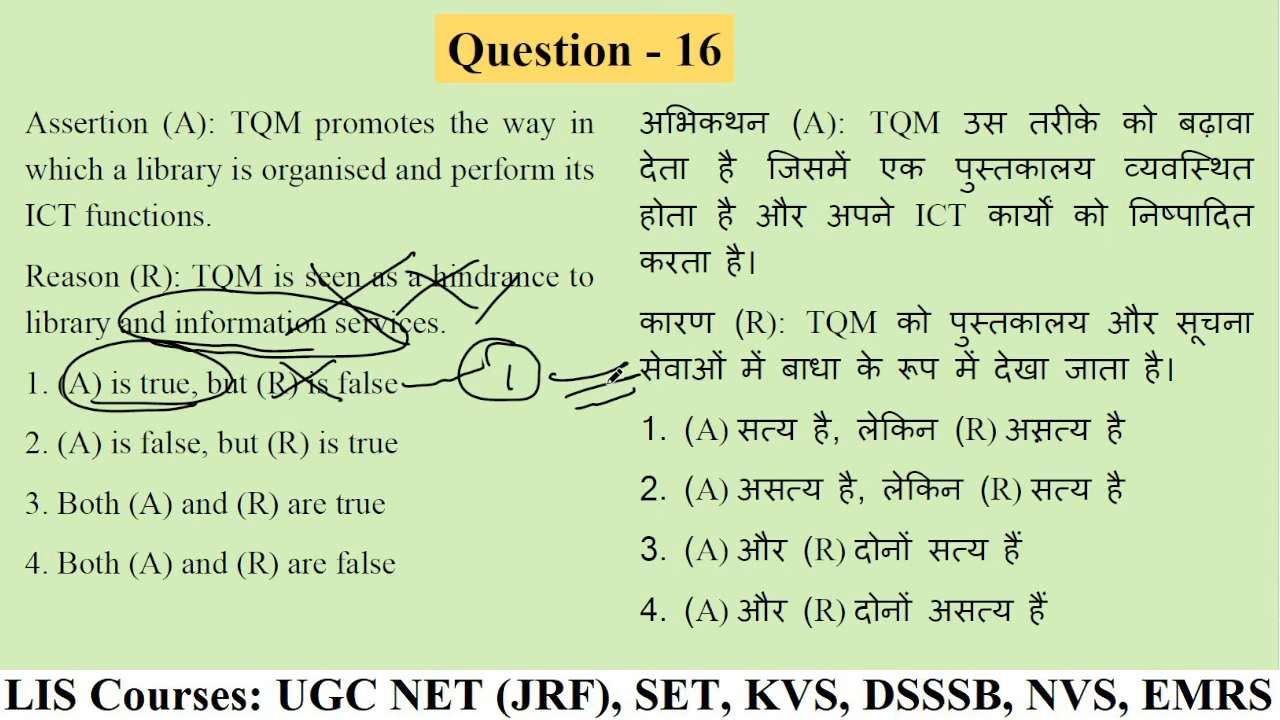 Question - 16
Assertion (A): TQM promotes the way in
which a library is organised and perform its
ICT functions.
Reason (R): TQM is seen as a hindrance to
library and information services.
1. (A) is true, but (R) is false
2. (A) is false, but (R) is true
3. Both (A) and (R) are true
4. Both (A) and (R) are false
1
अभिकथन (A): TQM उस तरीके को बढ़ावा
देता है जिसमें एक पुस्तकालय व्यवस्थित
होता है और अपने ICT कार्यों को निष्पादित
करता है।
कारण (R): TQM को पुस्तकालय और सूचना
सेवाओं में बाधा के रूप में देखा जाता है।
1. (A) सत्य है, लेकिन (R) असत्य है
2. (A) असत्य है, लेकिन (R) सत्य है
3. (A) और (R) दोनों सत्य हैं
4. (A) और (R) दोनों असत्य हैं
LIS Courses: UGC NET (JRF), SET, KVS, DSSSB, NVS, EMRS